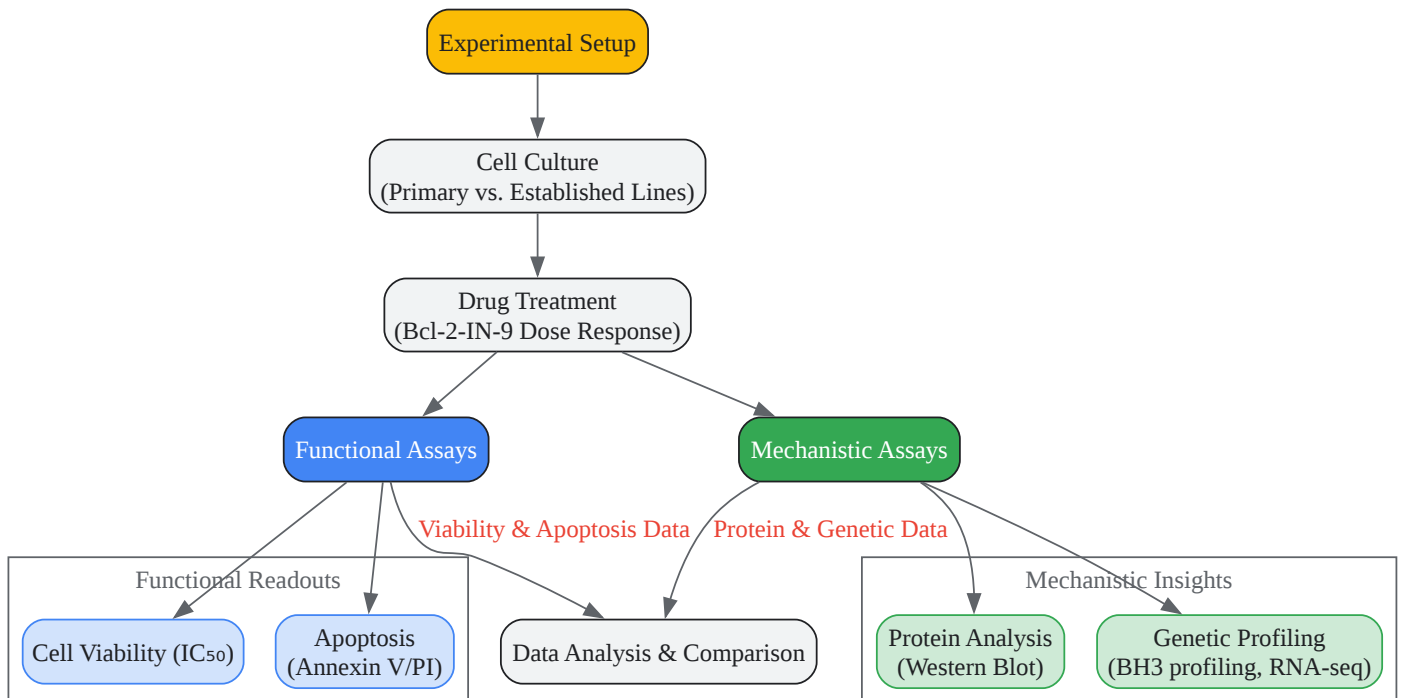 Experimental Setup
Cell Culture
(Primary vs. Established Lines)
Drug Treatment
(Bcl-2-IN-9 Dose Response)
Functional Assays
Mechanistic Assays
Viability & Apoptosis Data
Protein & Genetic Data
Functional Readouts
Mechanistic Insights
Cell Viability (IC₅₀)
Apoptosis
(Annexin V/PI)
Data Analysis & Comparison
Protein Analysis
(Western Blot)
Genetic Profiling
(BH3 profiling, RNA-seq)